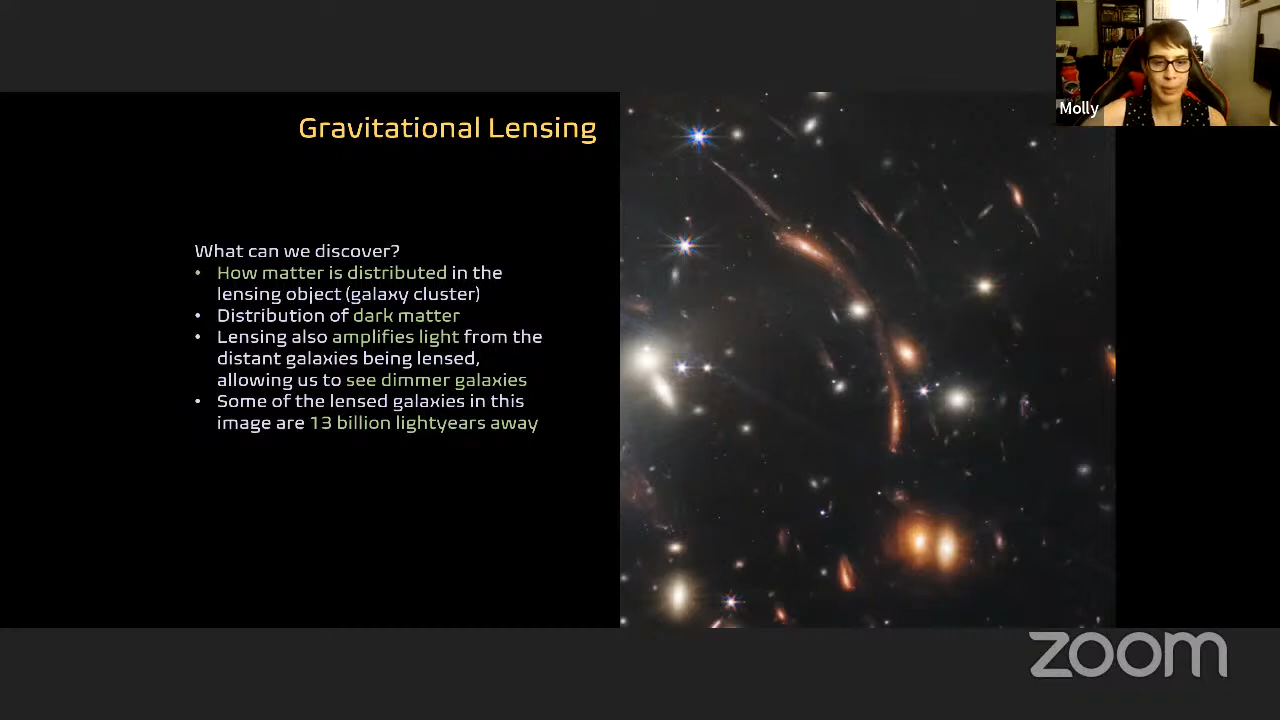 Molly
Gravitational Lensing
What can we discover?
• How matter is distributed in the
lensing object (galaxy cluster)
• Distribution of dark matter
• Lensing also amplifies light from the
distant galaxies being lensed,
allowing us to see dimmer galaxies
• Some of the lensed galaxies in this
image are 13 billion lightyears away
zoom